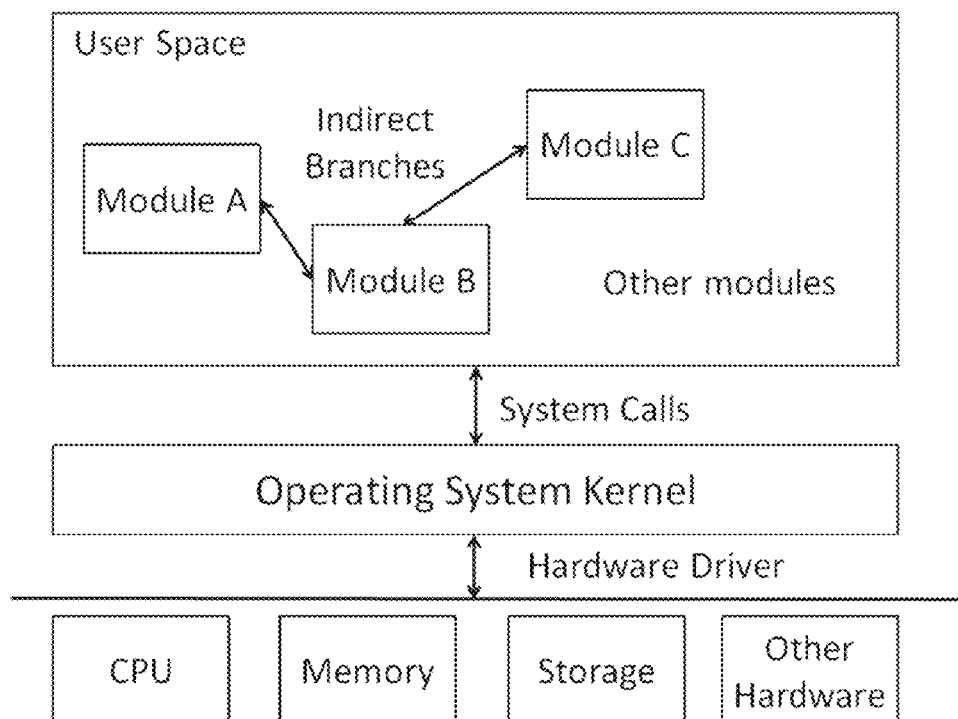 User Space
Indirect
Branches
Module C
Module A
Module B
Other modules
System Calls
Operating System Kernel
Hardware Driver
CPU
Memory
Storage
Other
Hardware